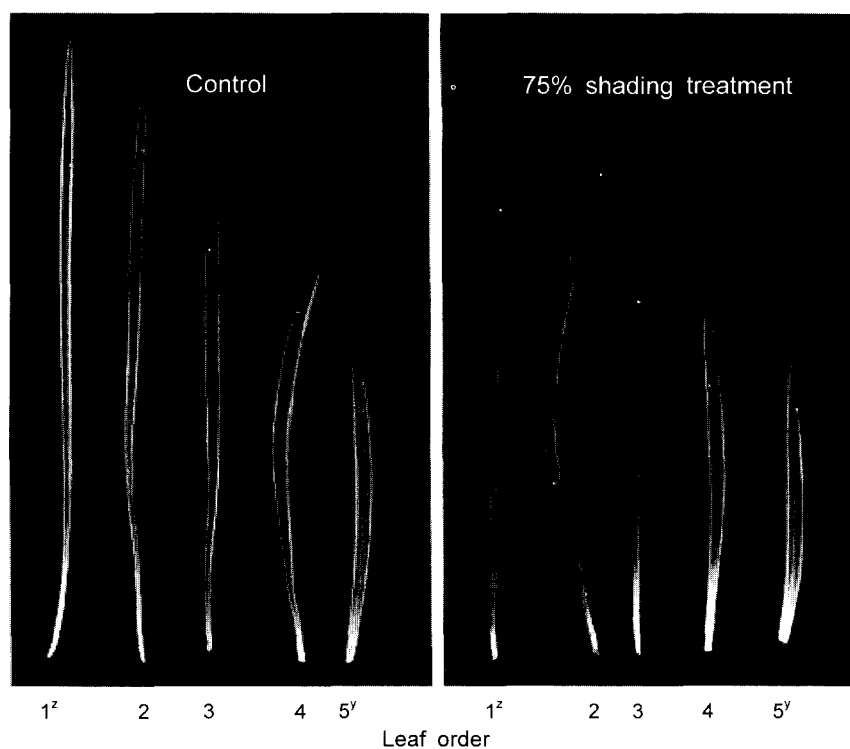 Control
75% shading treatment
1ᶻ 2 3 4 5ʸ
1ᶻ 2 3 4 5ʸ
Leaf order